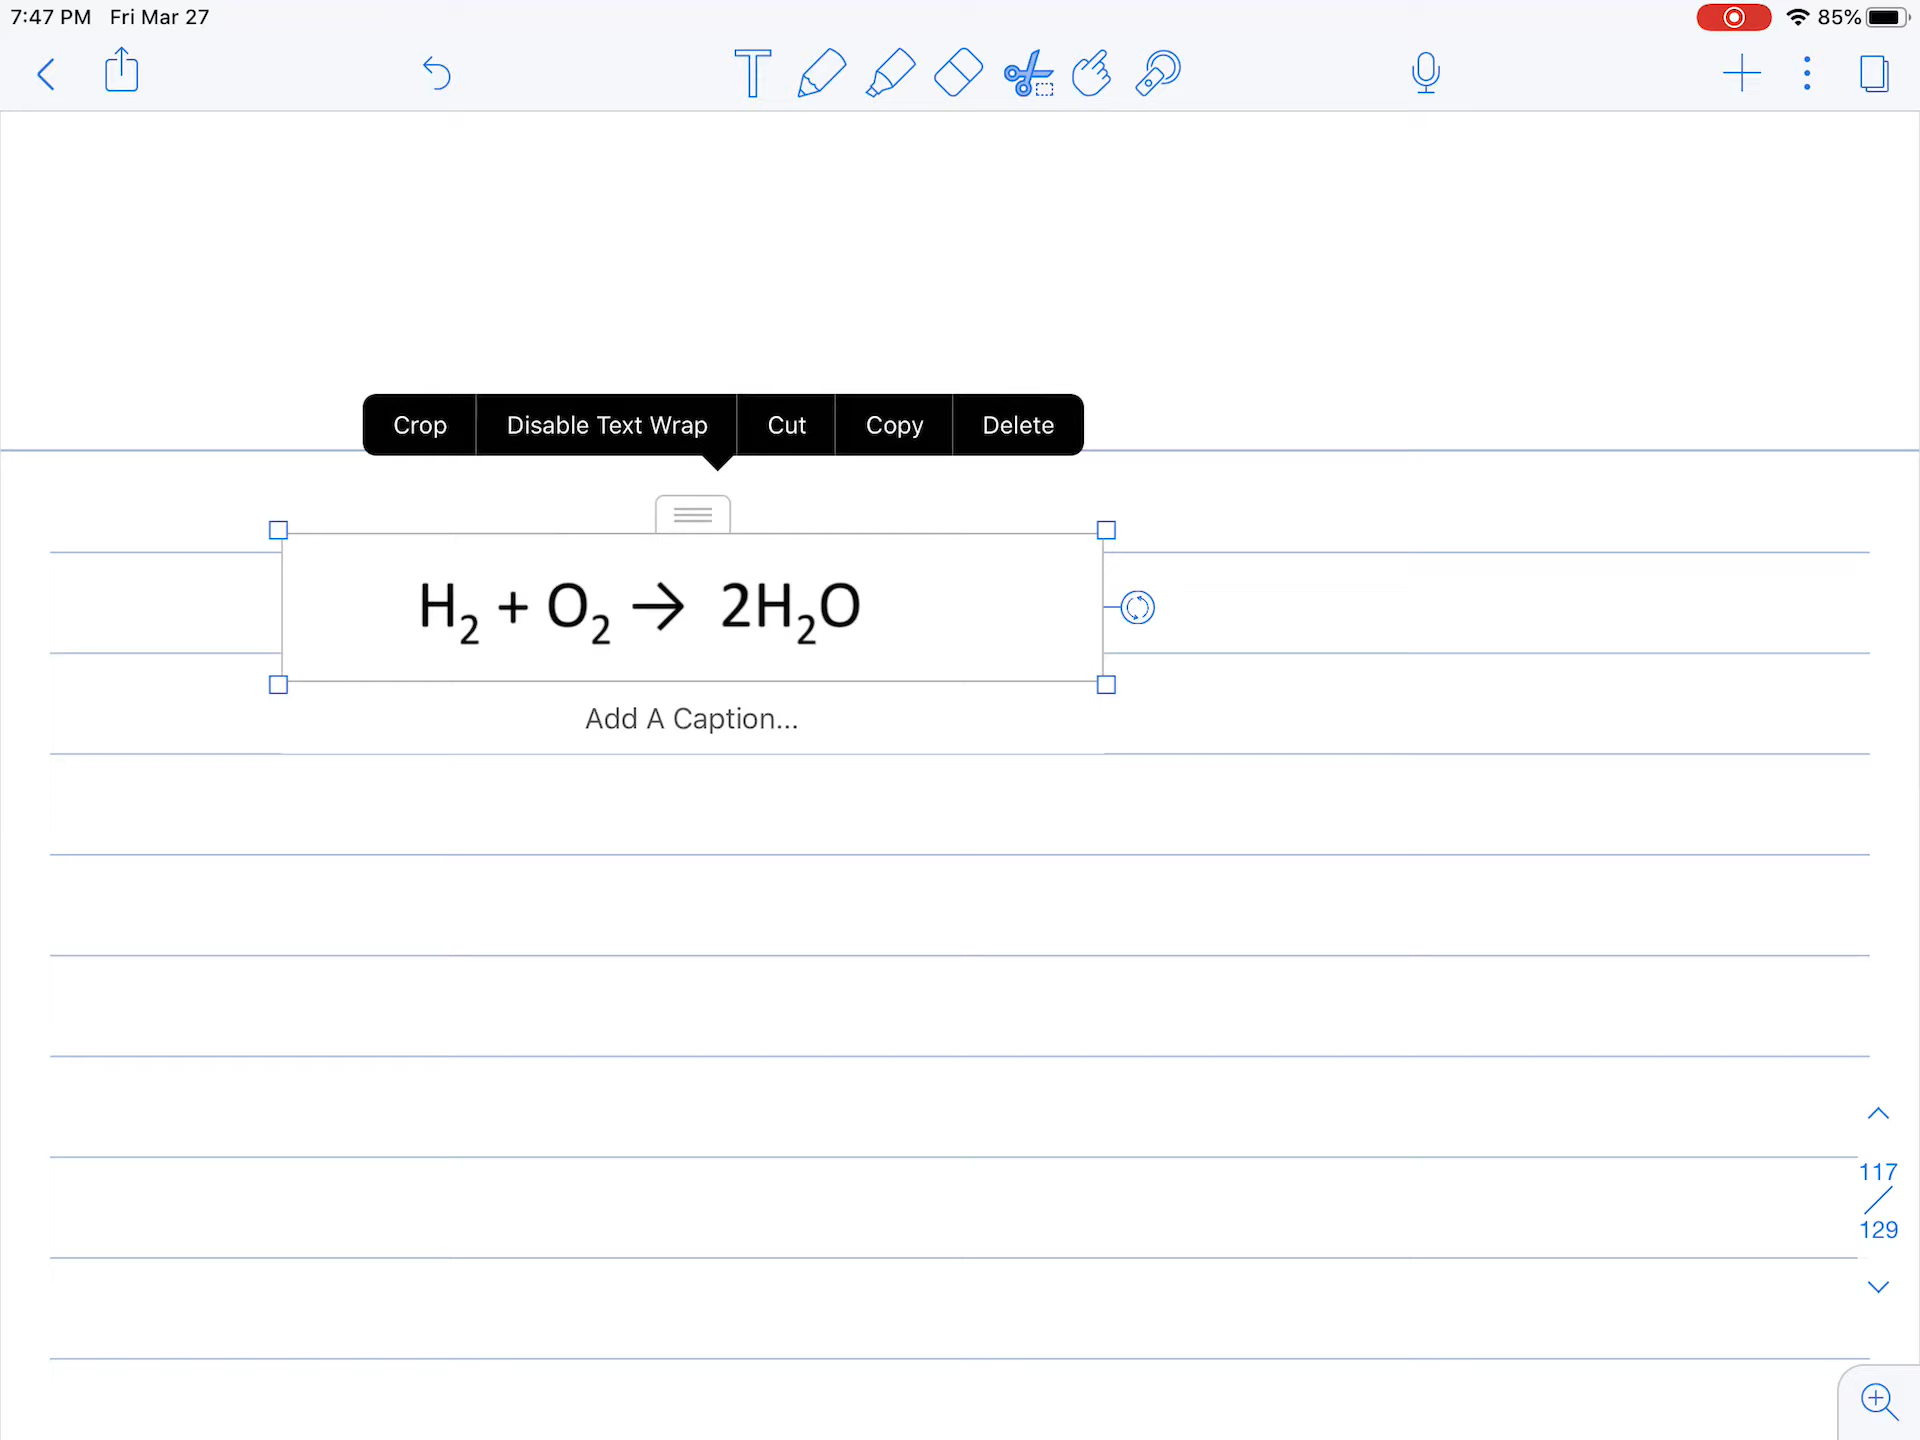 7:47 PM Fri Mar 27
85%
Crop Disable Text Wrap Cut Copy Delete
H₂ + O₂ → 2H₂O
Add A Caption...
117
129